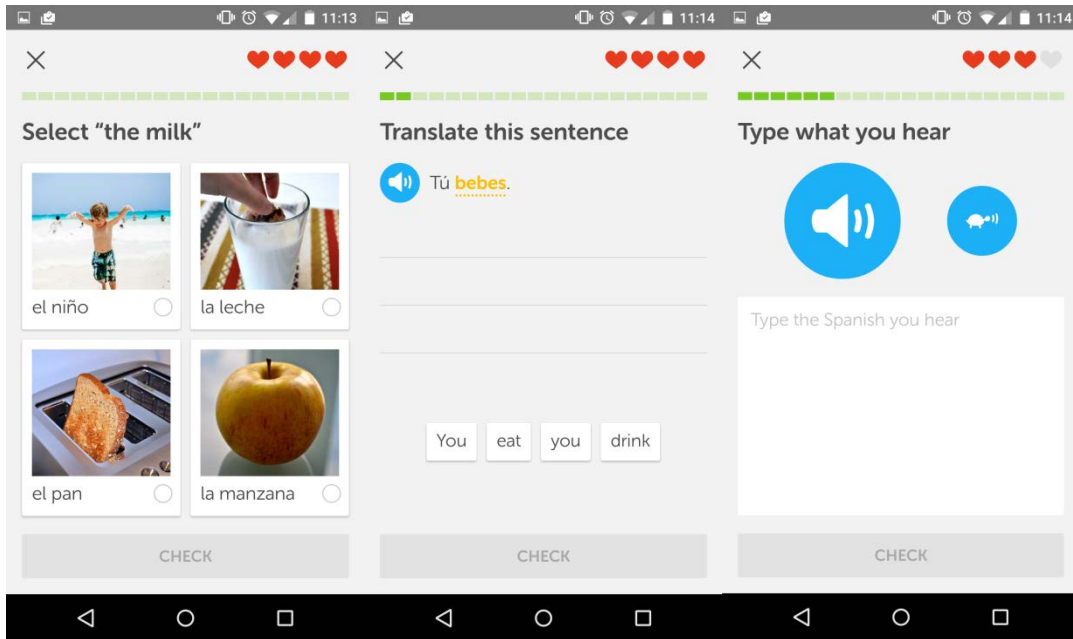 11:13
Select “the milk”
el niño
la leche
el pan
la manzana
CHECK
11:14
Translate this sentence
Tú bebes.
You eat you drink
CHECK
11:14
Type what you hear
Type the Spanish you hear
CHECK